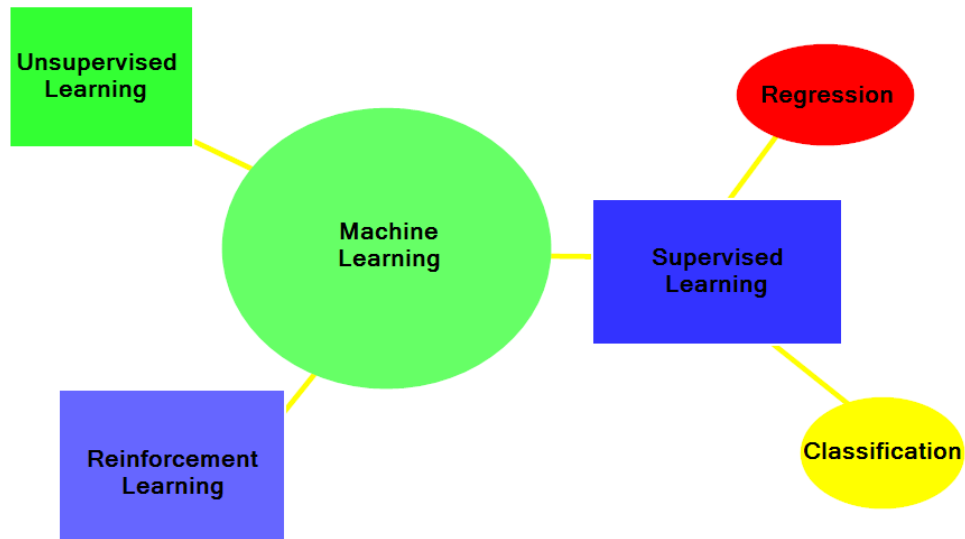 Unsupervised
Learning
Regression
Machine
Learning
Supervised
Learning
Reinforcement
Learning
Classification